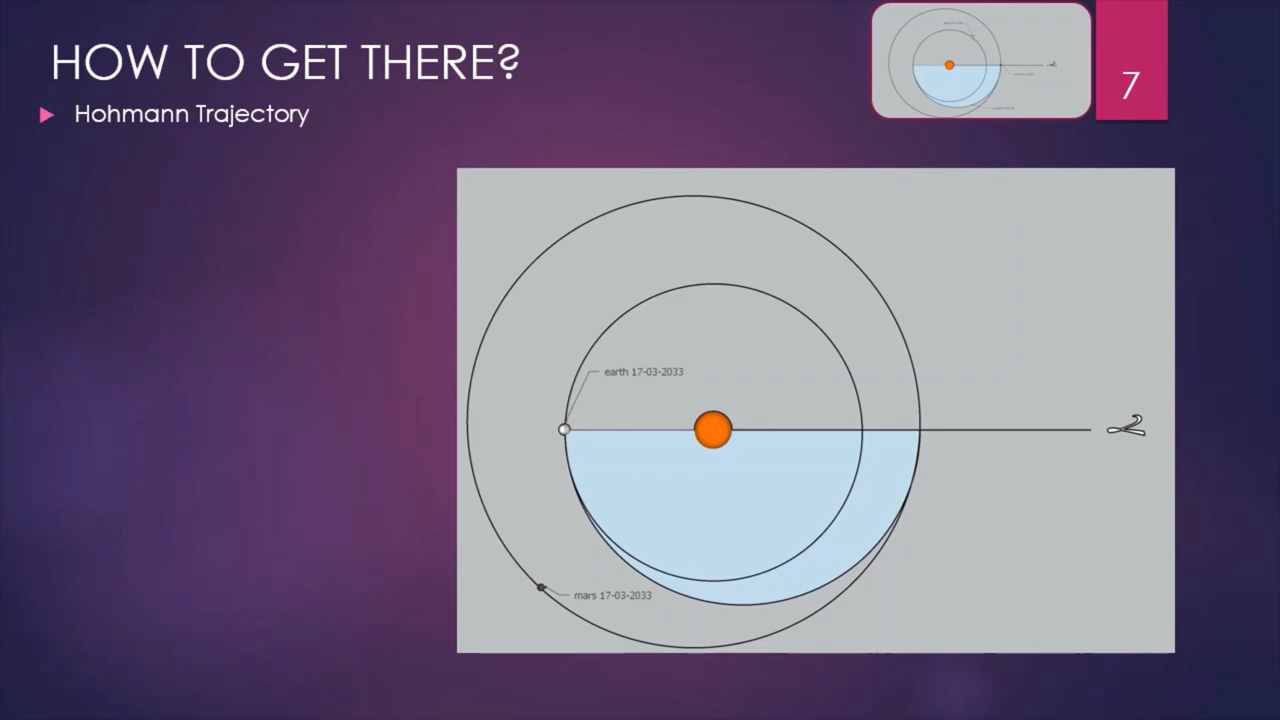 HOW TO GET THERE?
7
Hohmann Trajectory
earth 17-03-2033
mars 17-03-2033